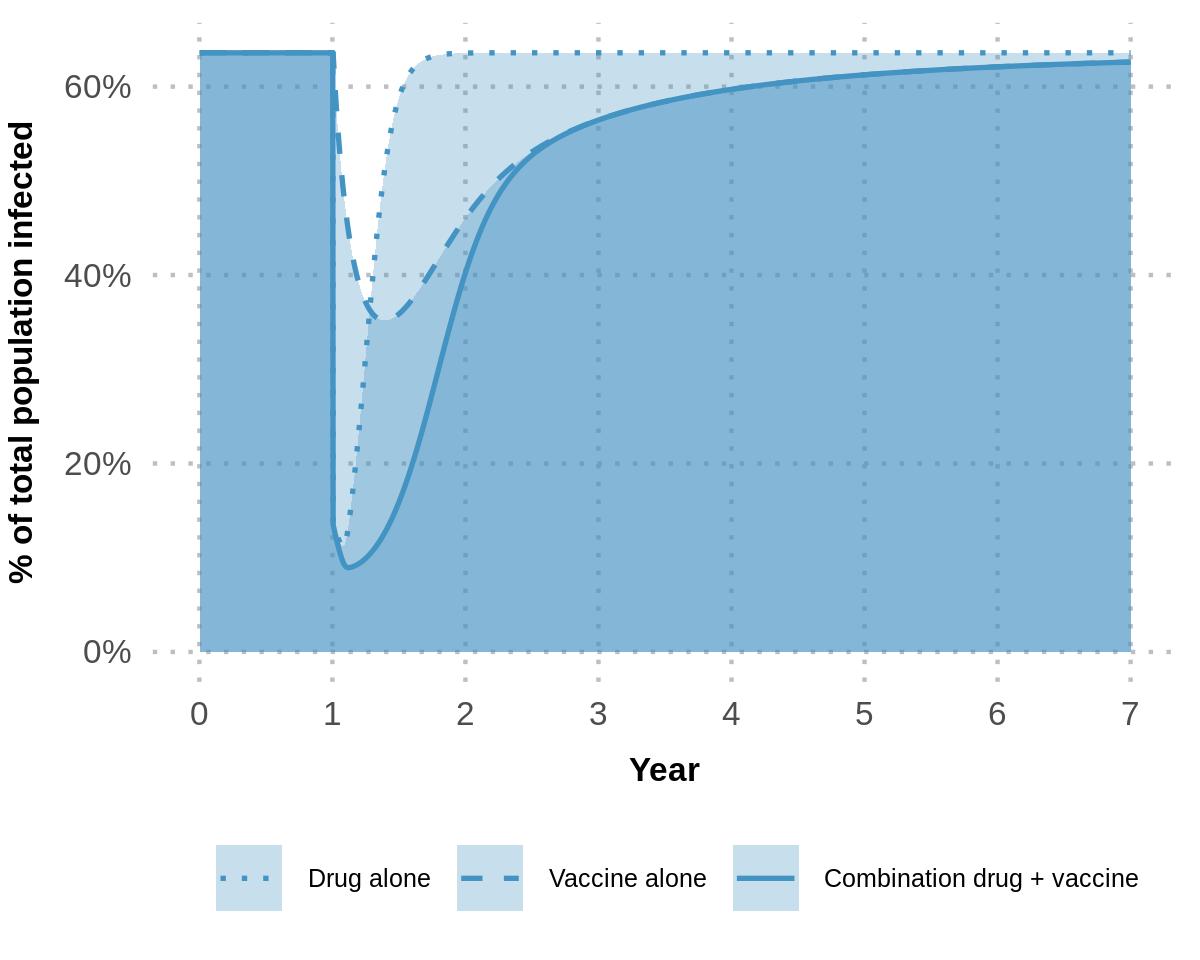 % of total population infected
60%
40%
20%
0%
0 1 2 3 4 5 6 7
Year
Drug alone Vaccine alone Combination drug + vaccine